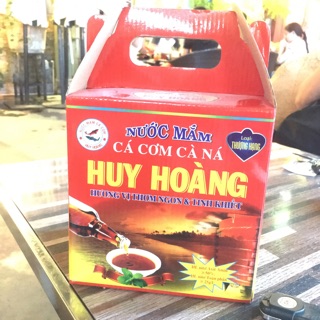 NƯỚC MẮM
Loại:
THƯỢNG HẠNG
CÁ CƠM CÀ NÁ
HUY HOÀNG
HƯƠNG VỊ THƠM NGON & TINH KHIẾT